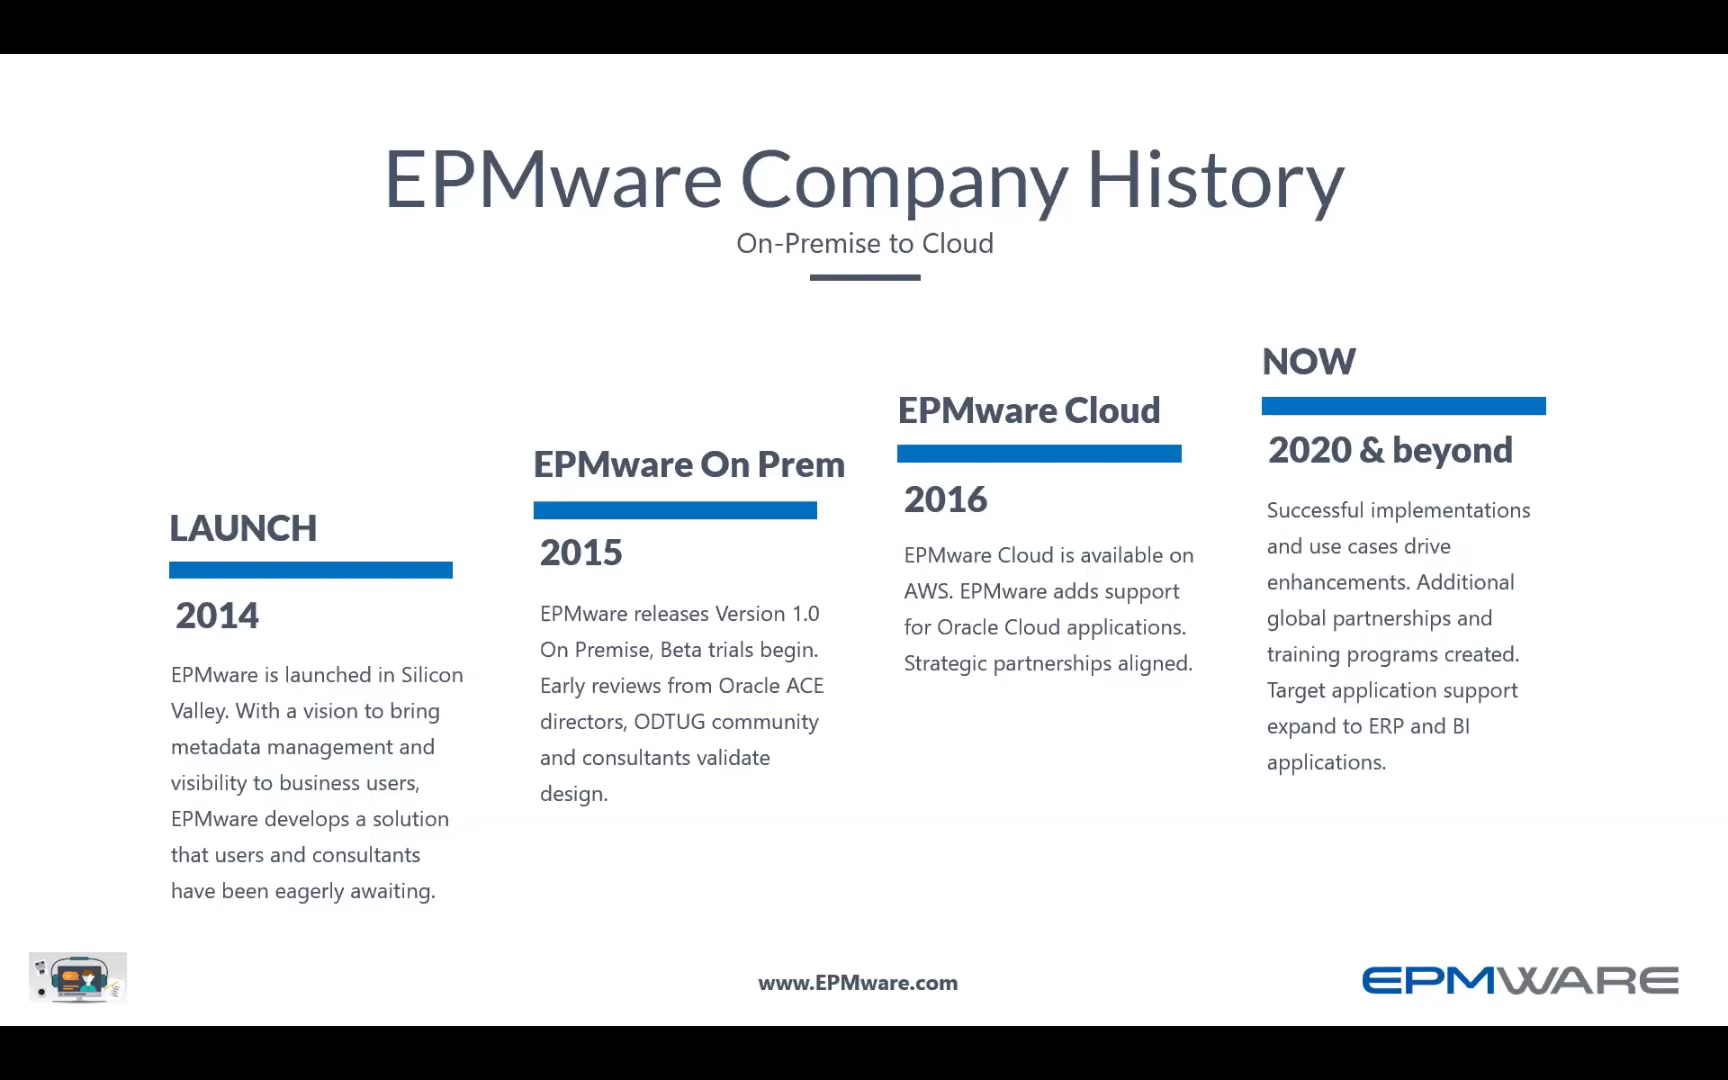 EPMware Company History
On-Premise to Cloud
LAUNCH
2014
EPMware is launched in Silicon
Valley. With a vision to bring
metadata management and
visibility to business users,
EPMware develops a solution
that users and consultants
have been eagerly awaiting.
EPMware On Prem
2015
EPMware releases Version 1.0
On Premise, Beta trials begin.
Early reviews from Oracle ACE
directors, ODTUG community
and consultants validate
design.
EPMware Cloud
2016
EPMware Cloud is available on
AWS. EPMware adds support
for Oracle Cloud applications.
Strategic partnerships aligned.
NOW
2020 & beyond
Successful implementations
and use cases drive
enhancements. Additional
global partnerships and
training programs created.
Target application support
expand to ERP and BI
applications.
www.EPMware.com
EPMWARE